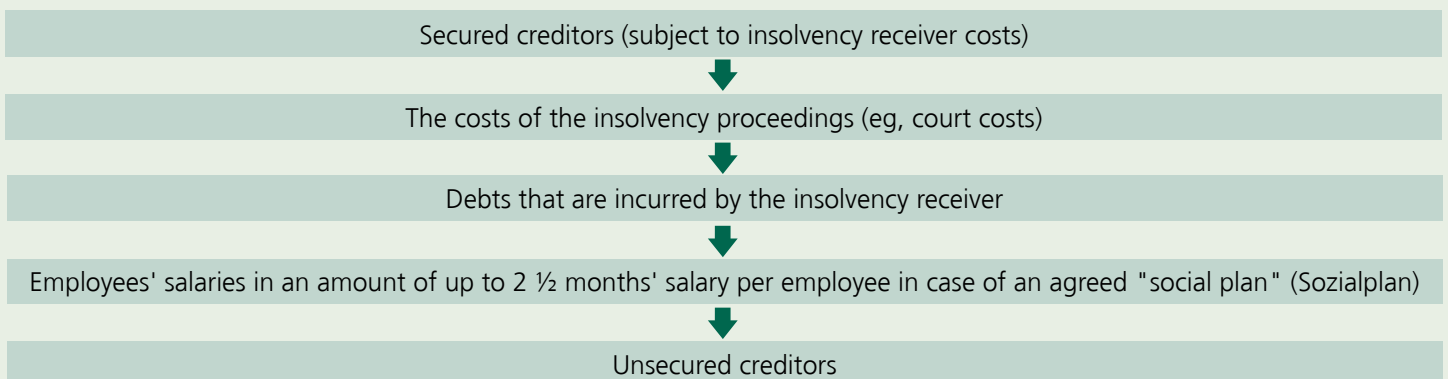 Secured creditors (subject to insolvency receiver costs)
The costs of the insolvency proceedings (eg, court costs)
Debts that are incurred by the insolvency receiver
Employees' salaries in an amount of up to 2 ½ months' salary per employee in case of an agreed "social plan" (Sozialplan)
Unsecured creditors